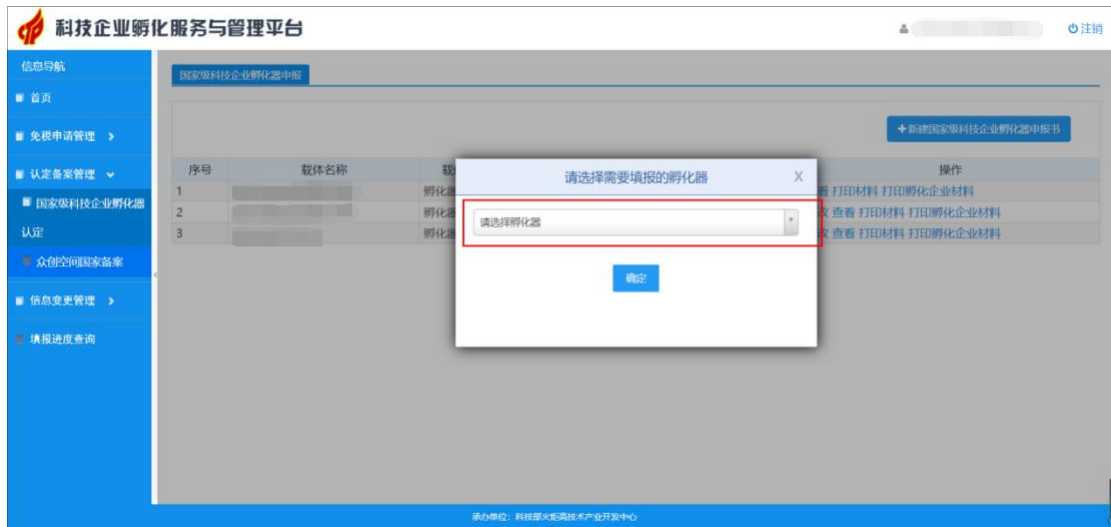 科技企业孵化服务与管理平台
注销
信息导航
国家级科技企业孵化器申报
首页
免税申请管理
+新建国家级科技企业孵化器申报书
认定备案管理
序号 载体名称 载 操作
请选择需要填报的孵化器 X
1 孵化器 看 打印材料 打印孵化企业材料
国家级科技企业孵化器
2 孵化器 改 查看 打印材料 打印孵化企业材料
请选择孵化器
认定
3 孵化器 改 查看 打印材料 打印孵化企业材料
众创空间国家备案
确定
信息变更管理
填报进度查询
承办单位：科技部火炬高技术产业开发中心